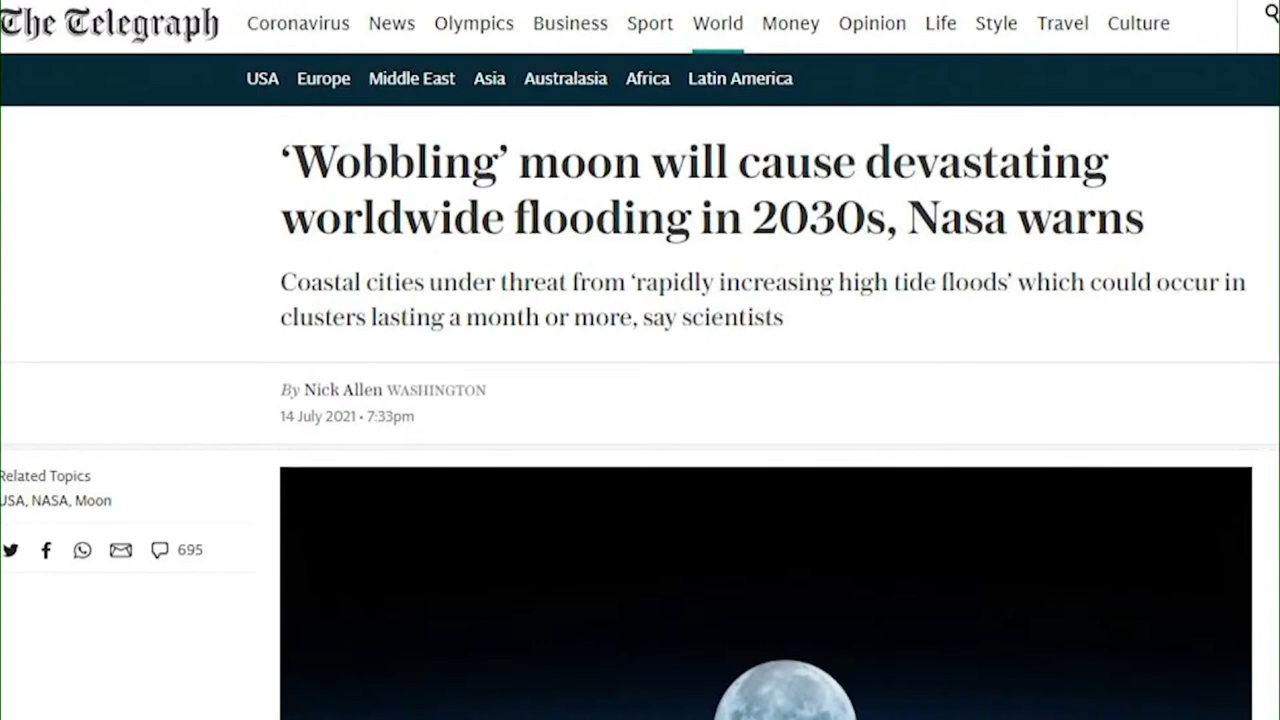 The Telegraph
Coronavirus News Olympics Business Sport World Money Opinion Life Style Travel Culture
USA Europe Middle East Asia Australasia Africa Latin America
‘Wobbling’ moon will cause devastating
worldwide flooding in 2030s, Nasa warns
Coastal cities under threat from ‘rapidly increasing high tide floods’ which could occur in
clusters lasting a month or more, say scientists
By Nick Allen WASHINGTON
14 July 2021 • 7:33pm
Related Topics
USA, NASA, Moon
695